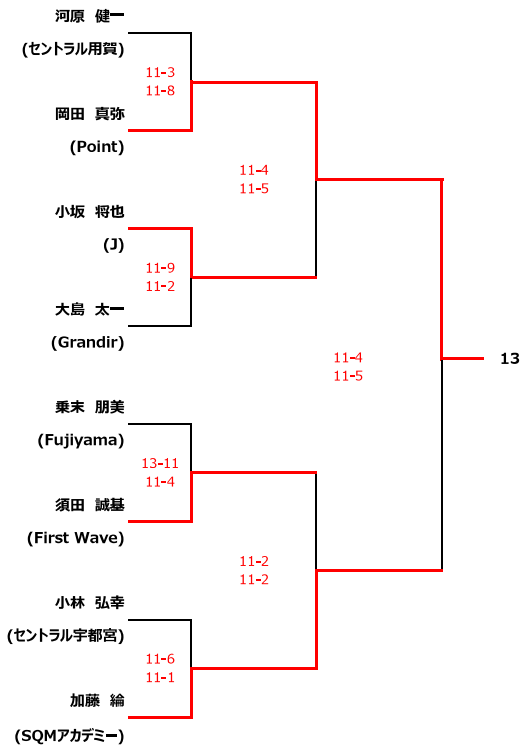 河原 健一
(セントラル用賀)
11-3
11-8
岡田 真弥
(Point)
11-4
11-5
小坂 将也
(J)
11-9
11-2
大島 太一
(Grandir)
11-4
11-5
13
乗末 朋美
(Fujiyama)
13-11
11-4
須田 誠基
(First Wave)
11-2
11-2
小林 弘幸
(セントラル宇都宮)
11-6
11-1
加藤 綸
(SQMアカデミー)